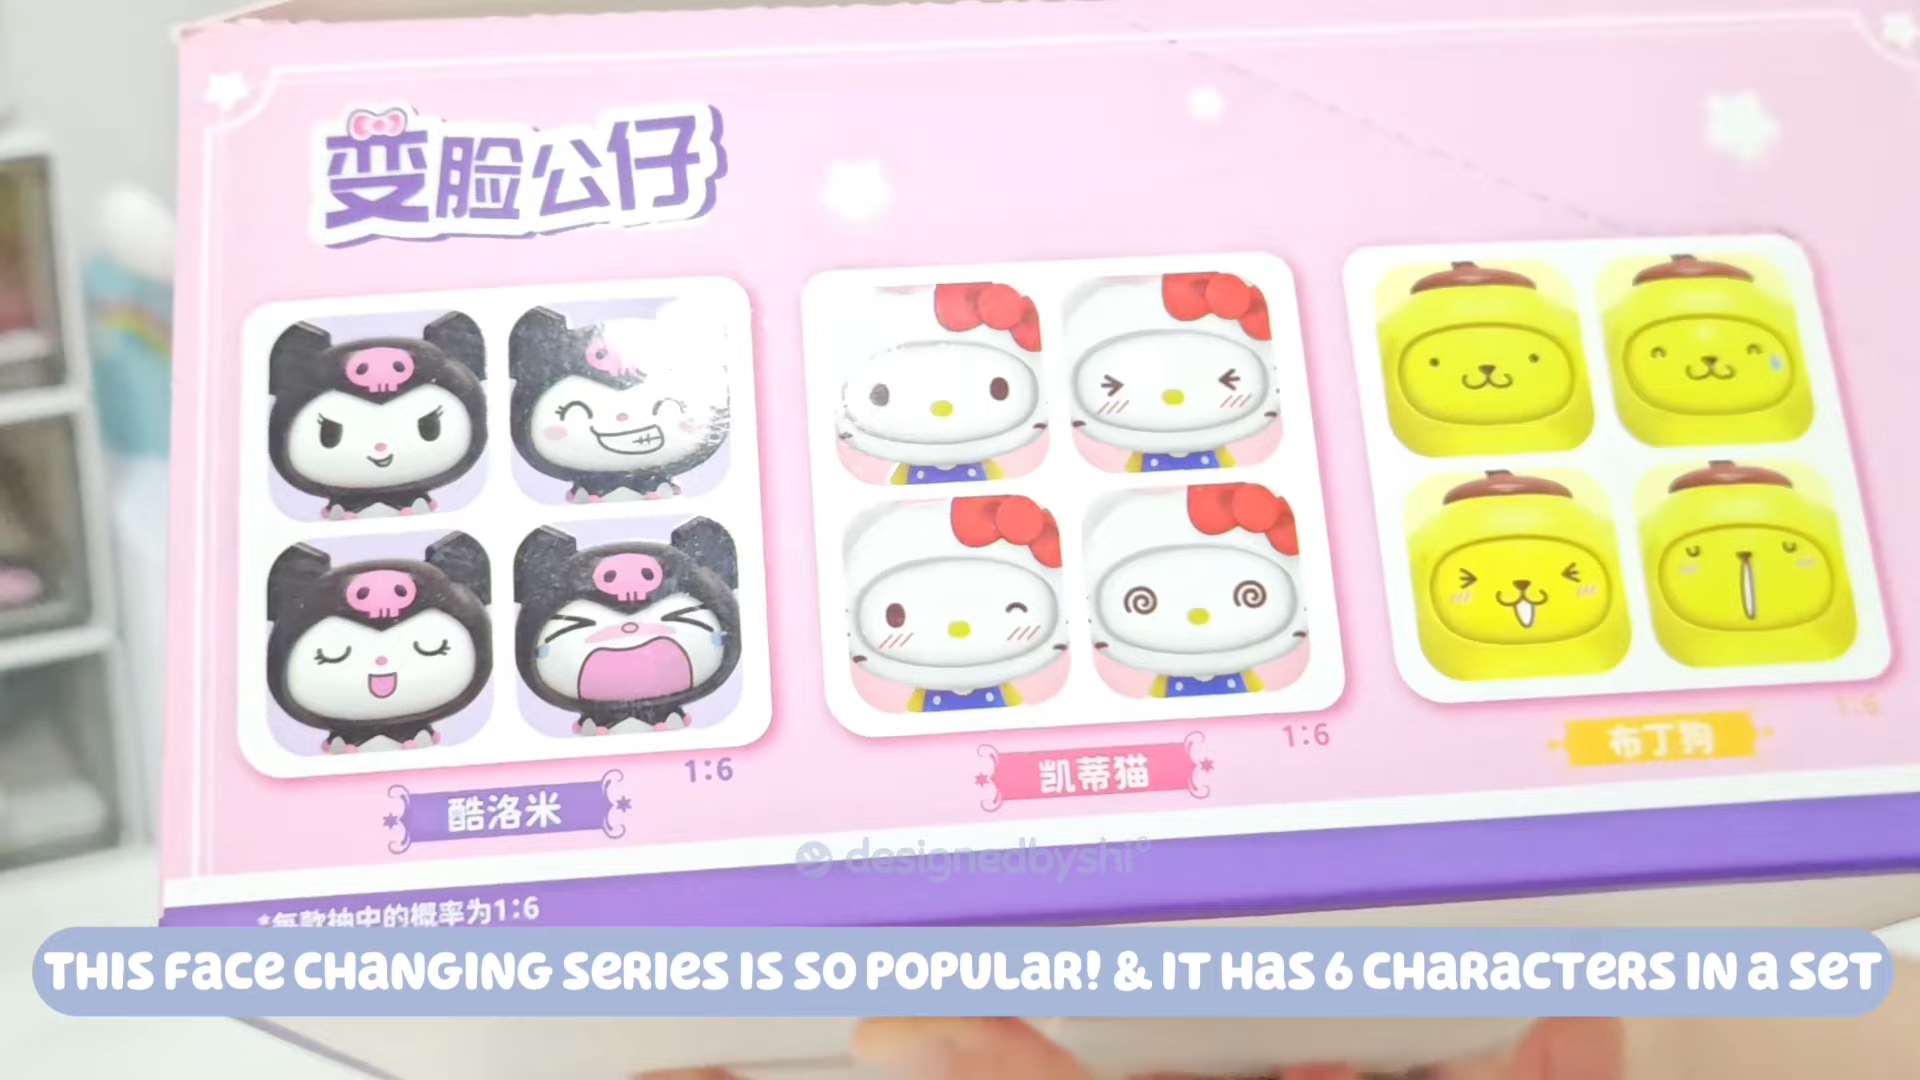 变脸公仔
1:6
酷洛米
1:6
凯蒂猫
1:6
布丁狗
designedbyshi
*每款抽中的概率为1:6
THIS FACE CHANGING SERIES IS SO POPULAR! & IT HAS 6 CHARACTERS IN A SET